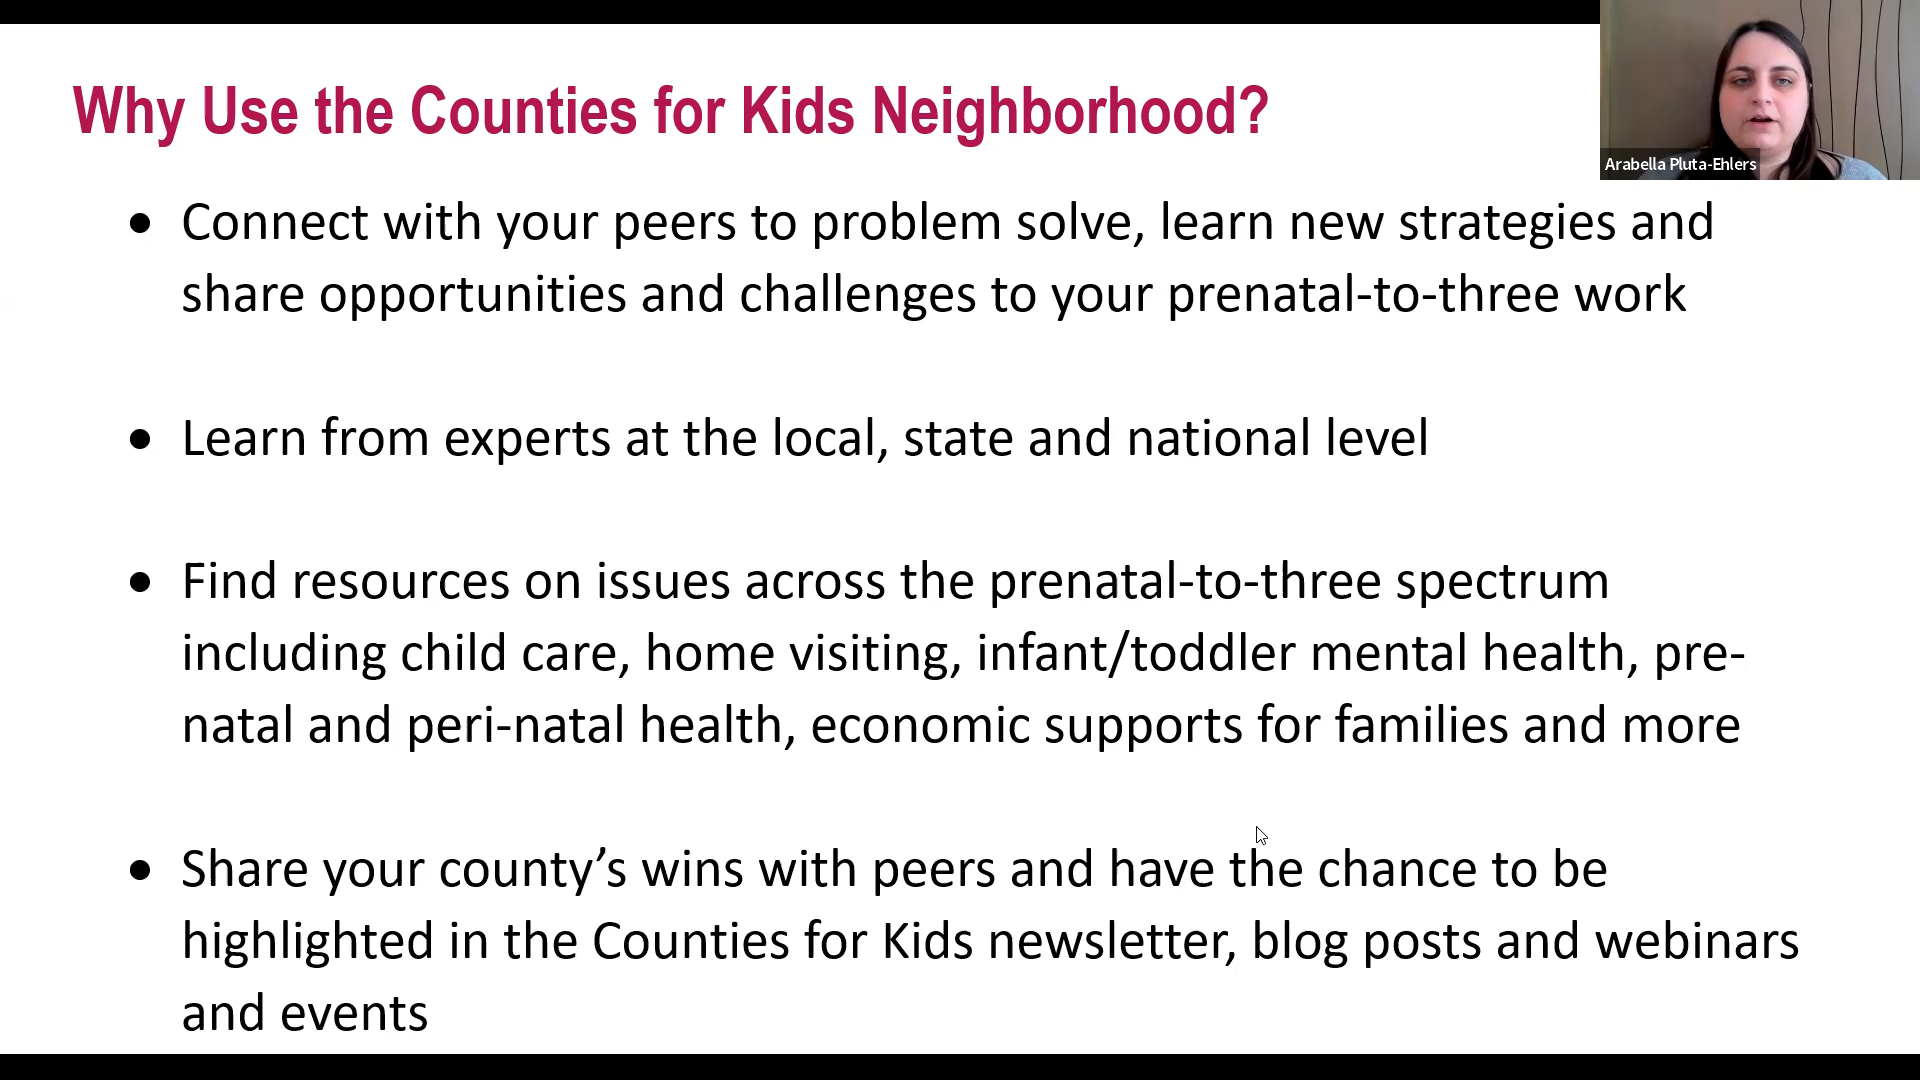 Why Use the Counties for Kids Neighborhood?
Arabella Pluta-Ehlers
• Connect with your peers to problem solve, learn new strategies and
share opportunities and challenges to your prenatal-to-three work
• Learn from experts at the local, state and national level
• Find resources on issues across the prenatal-to-three spectrum
including child care, home visiting, infant/toddler mental health, pre-
natal and peri-natal health, economic supports for families and more
• Share your county’s wins with peers and have the chance to be
highlighted in the Counties for Kids newsletter, blog posts and webinars
and events